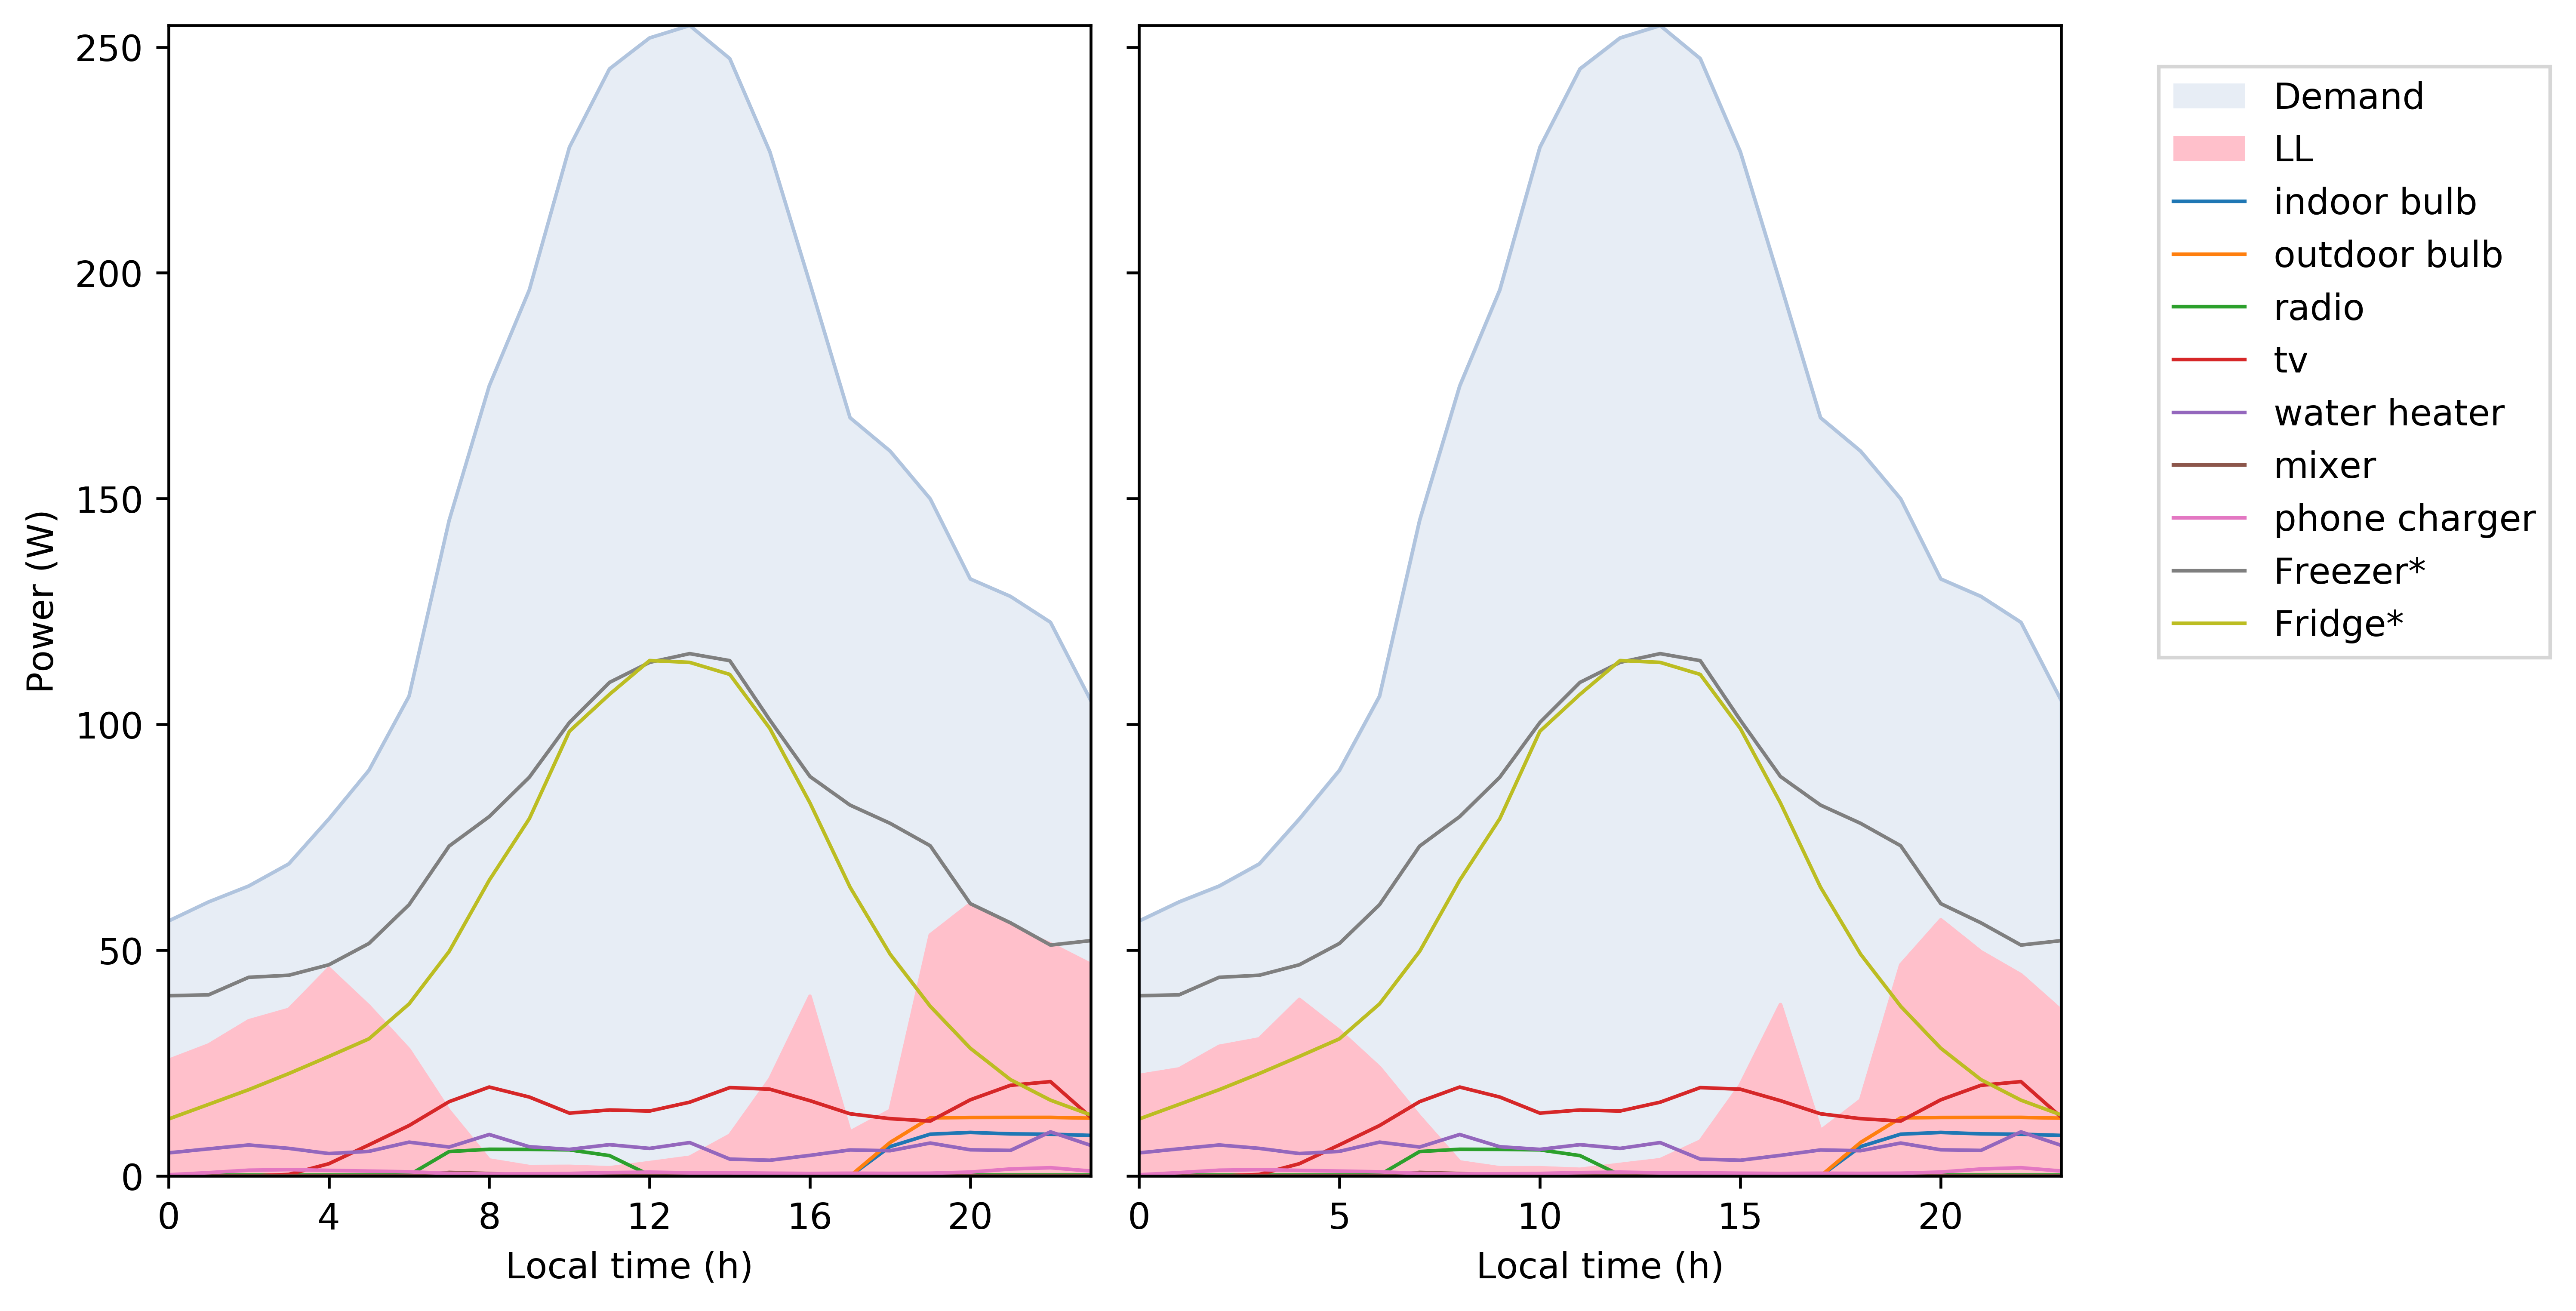 250
200
150
100
50
0
Power (W)
0 4 8 12 16 20
Local time (h)
0 5 10 15 20
Local time (h)
Demand
LL
indoor bulb
outdoor bulb
radio
tv
water heater
mixer
phone charger
Freezer*
Fridge*